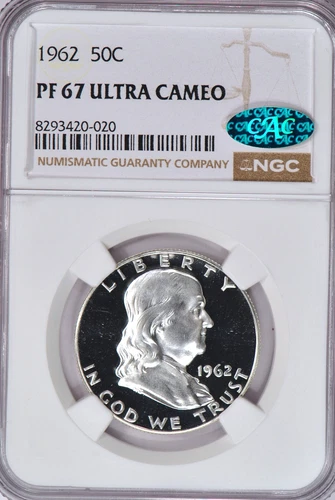 1962 50C
PF 67 ULTRA CAMEO
8293420-020
CAC
NUMISMATIC GUARANTY COMPANY NGC
LIBERTY
1962
IN GOD WE TRUST